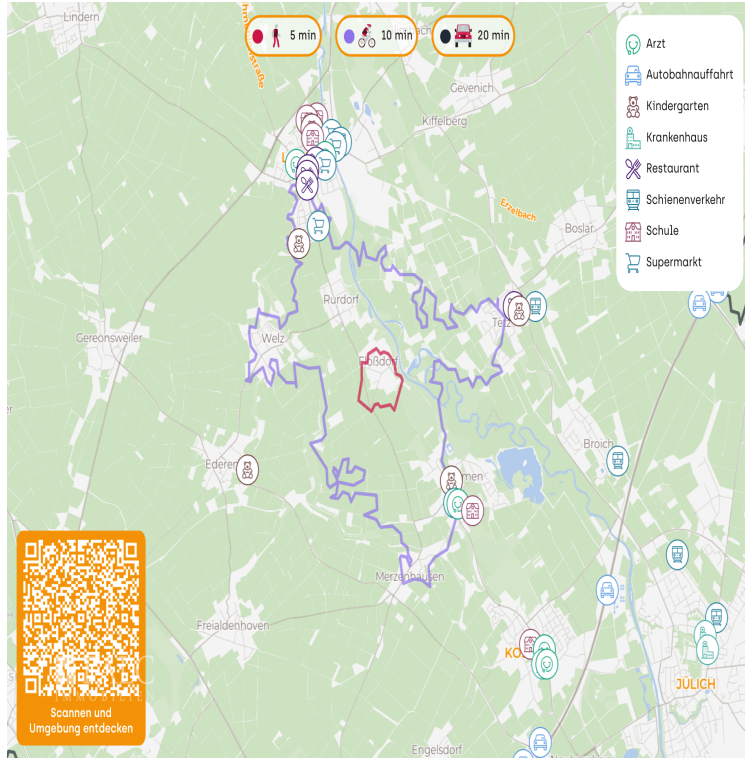 Lindern
5 min
10 min
20 min
Gevenich
Kiffelberg
Erzelbach
Boslar
Arzt
Autobahnauffahrt
Kindergarten
Krankenhaus
Restaurant
Schienenverkehr
Schule
Supermarkt
Rurdorf
Tetz
Gereonsweiler
Welz
Floßdorf
Broich
Ederen
Merzenhausen
Freialdenhoven
JÜLICH
Engelsdorf
Scannen und
Umgebung entdecken